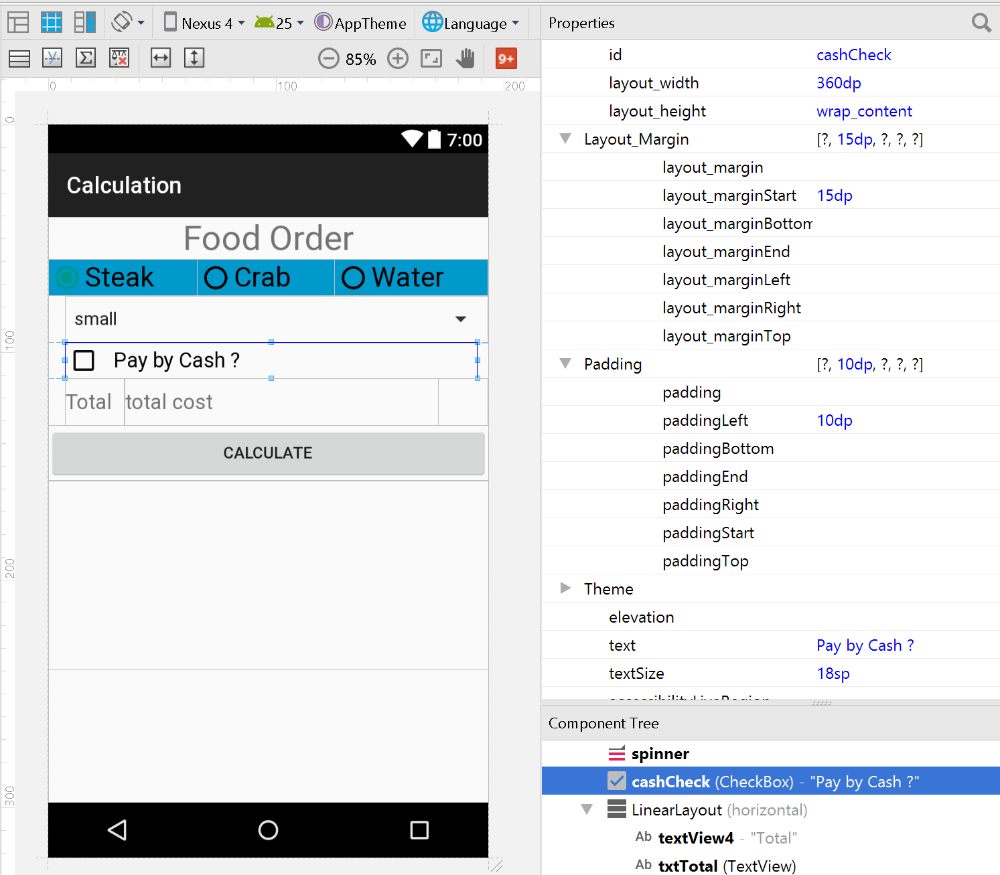 Nexus 4 25 AppTheme Language
85% 9+
0 100 200
0
100
200
300
7:00
Calculation
Food Order
Steak Crab Water
small
Pay by Cash ?
Total total cost
CALCULATE
Properties
id cashCheck
layout_width 360dp
layout_height wrap_content
Layout_Margin [?, 15dp, ?, ?, ?]
layout_margin
layout_marginStart 15dp
layout_marginBottom
layout_marginEnd
layout_marginLeft
layout_marginRight
layout_marginTop
Padding [?, 10dp, ?, ?, ?]
padding
paddingLeft 10dp
paddingBottom
paddingEnd
paddingRight
paddingStart
paddingTop
Theme
elevation
text Pay by Cash ?
textSize 18sp
Component Tree
spinner
cashCheck (CheckBox) - "Pay by Cash ?"
LinearLayout (horizontal)
Ab textView4 - "Total"
Ab txtTotal (TextView)